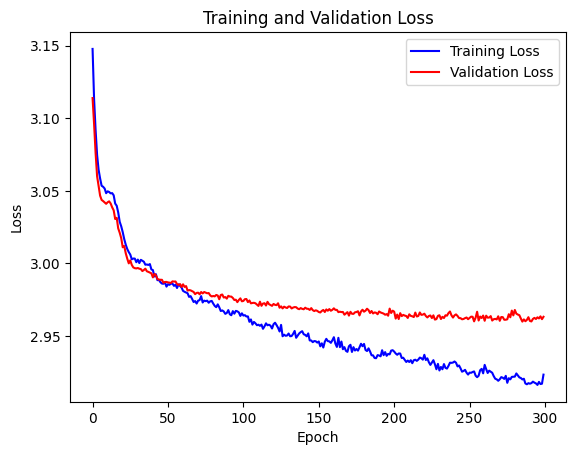 Training and Validation Loss
Training Loss
Validation Loss
3.15
3.10
3.05
3.00
2.95
Loss
0 50 100 150 200 250 300
Epoch